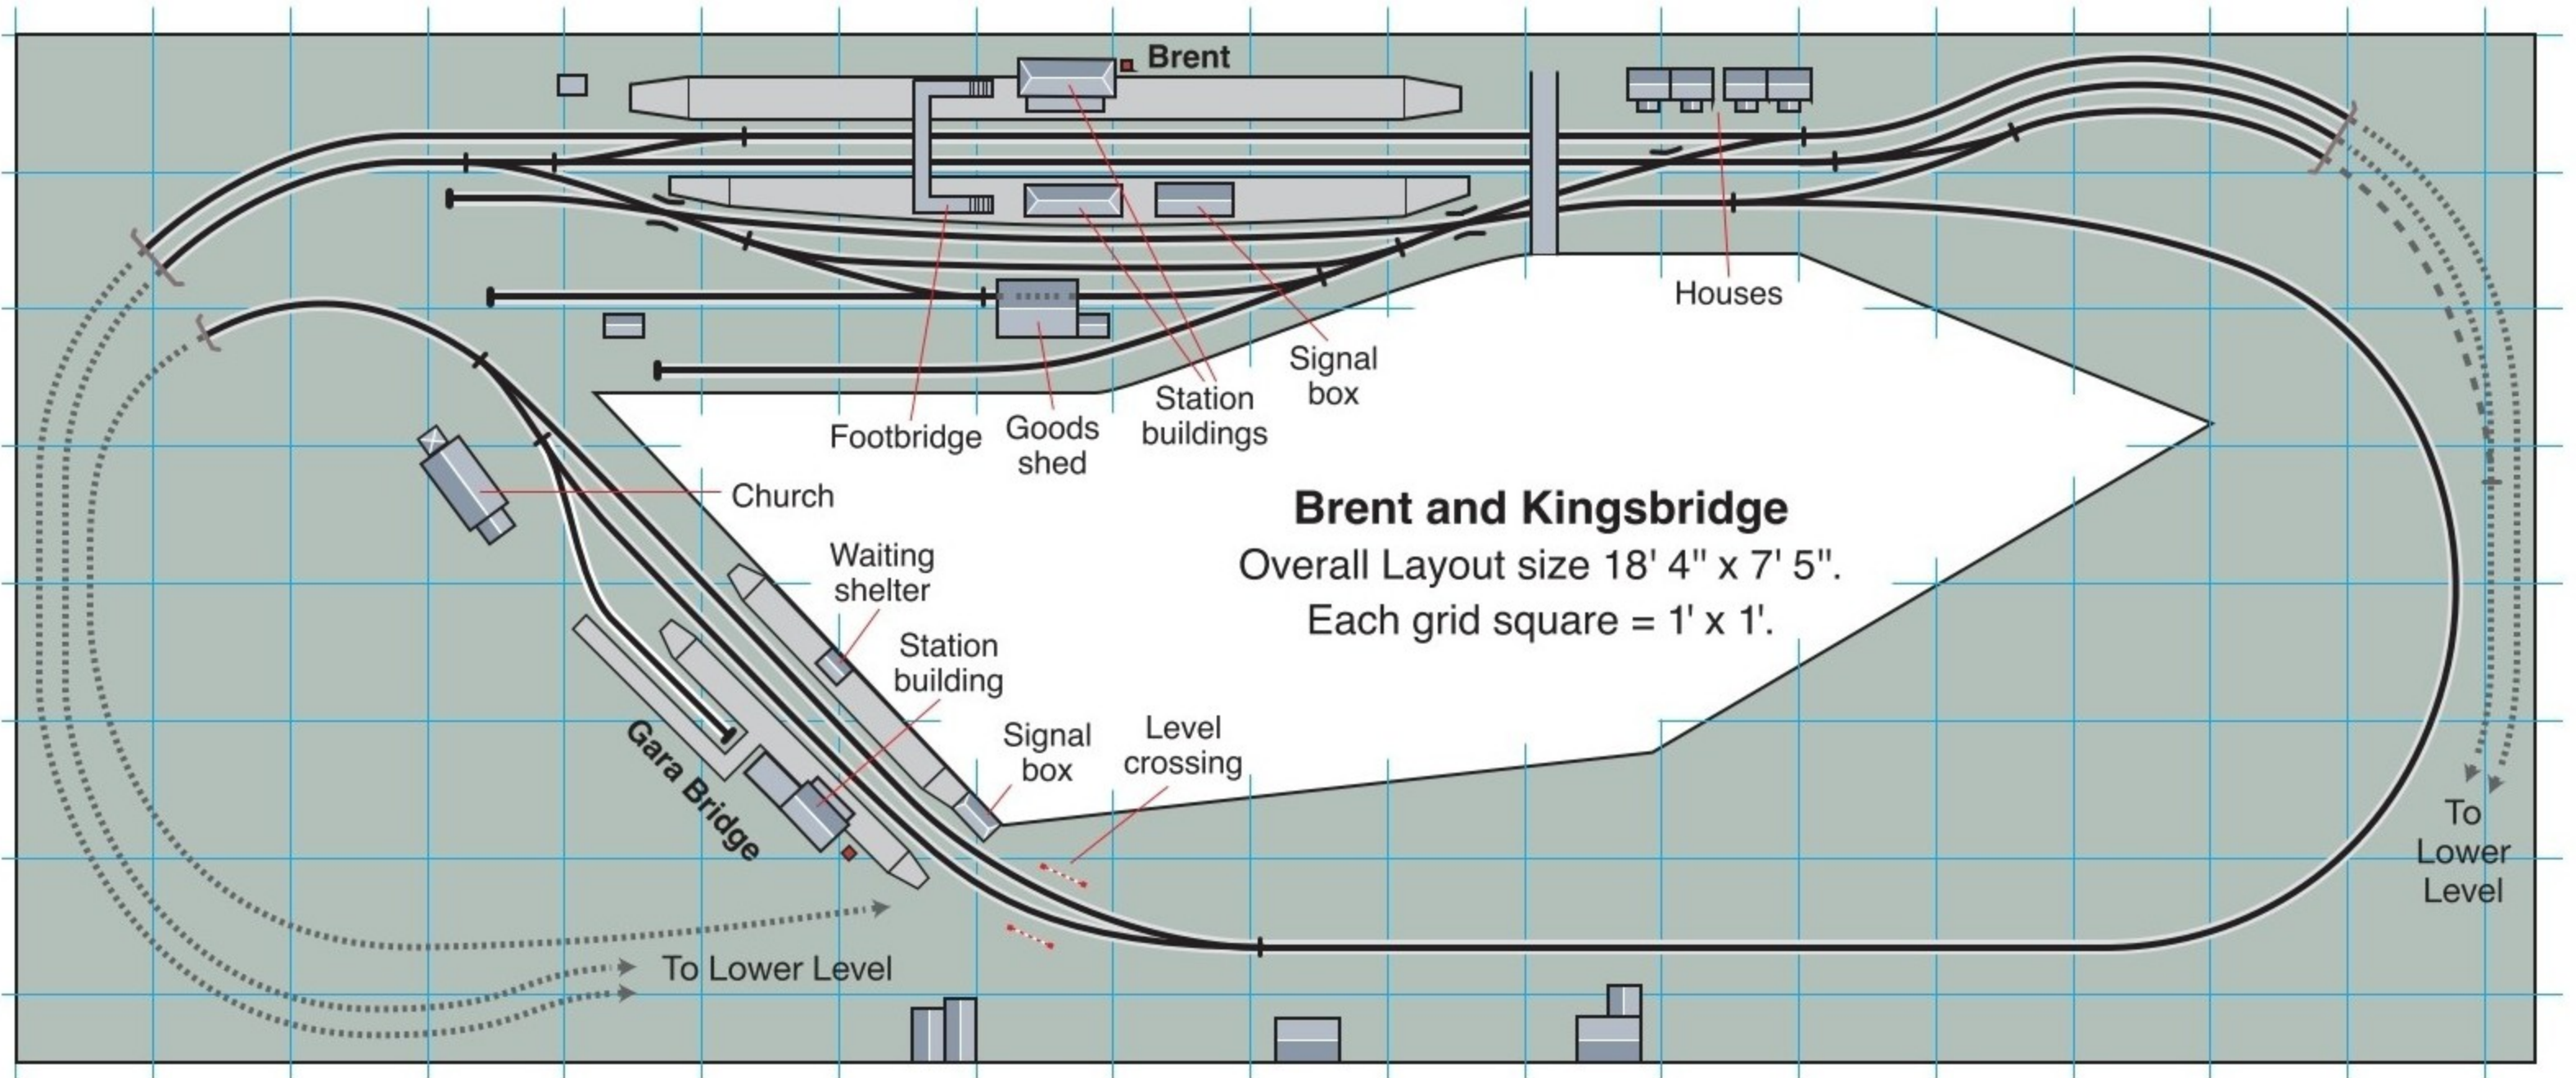 Brent
Houses
Signal
box
Station
buildings
Footbridge
Goods
shed
Church
Brent and Kingsbridge
Overall Layout size 18' 4" x 7' 5".
Each grid square = 1' x 1'.
Waiting
shelter
Station
building
Signal
box
Level
crossing
Gara Bridge
To
Lower
Level
To Lower Level